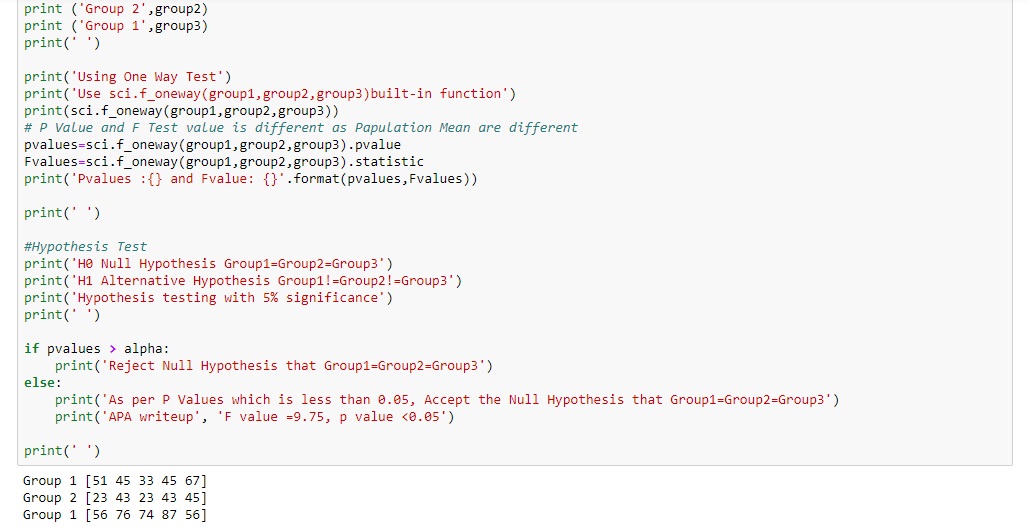 print ('Group 2',group2)
print ('Group 1',group3)
print(' ')
print('Using One Way Test')
print('Use sci.f_oneway(group1,group2,group3)built-in function')
print(sci.f_oneway(group1,group2,group3))
# P Value and F Test value is different as Papulation Mean are different
pvalues=sci.f_oneway(group1,group2,group3).pvalue
Fvalues=sci.f_oneway(group1,group2,group3).statistic
print('Pvalues :{} and Fvalue: {}'.format(pvalues,Fvalues))
print(' ')
#Hypothesis Test
print('H0 Null Hypothesis Group1=Group2=Group3')
print('H1 Alternative Hypothesis Group1!=Group2!=Group3')
print('Hypothesis testing with 5% significance')
print(' ')
if pvalues > alpha:
    print('Reject Null Hypothesis that Group1=Group2=Group3')
else:
    print('As per P Values which is less than 0.05, Accept the Null Hypothesis that Group1=Group2=Group3')
    print('APA writeup', 'F value =9.75, p value <0.05')
print(' ')
Group 1 [51 45 33 45 67]
Group 2 [23 43 23 43 45]
Group 1 [56 76 74 87 56]